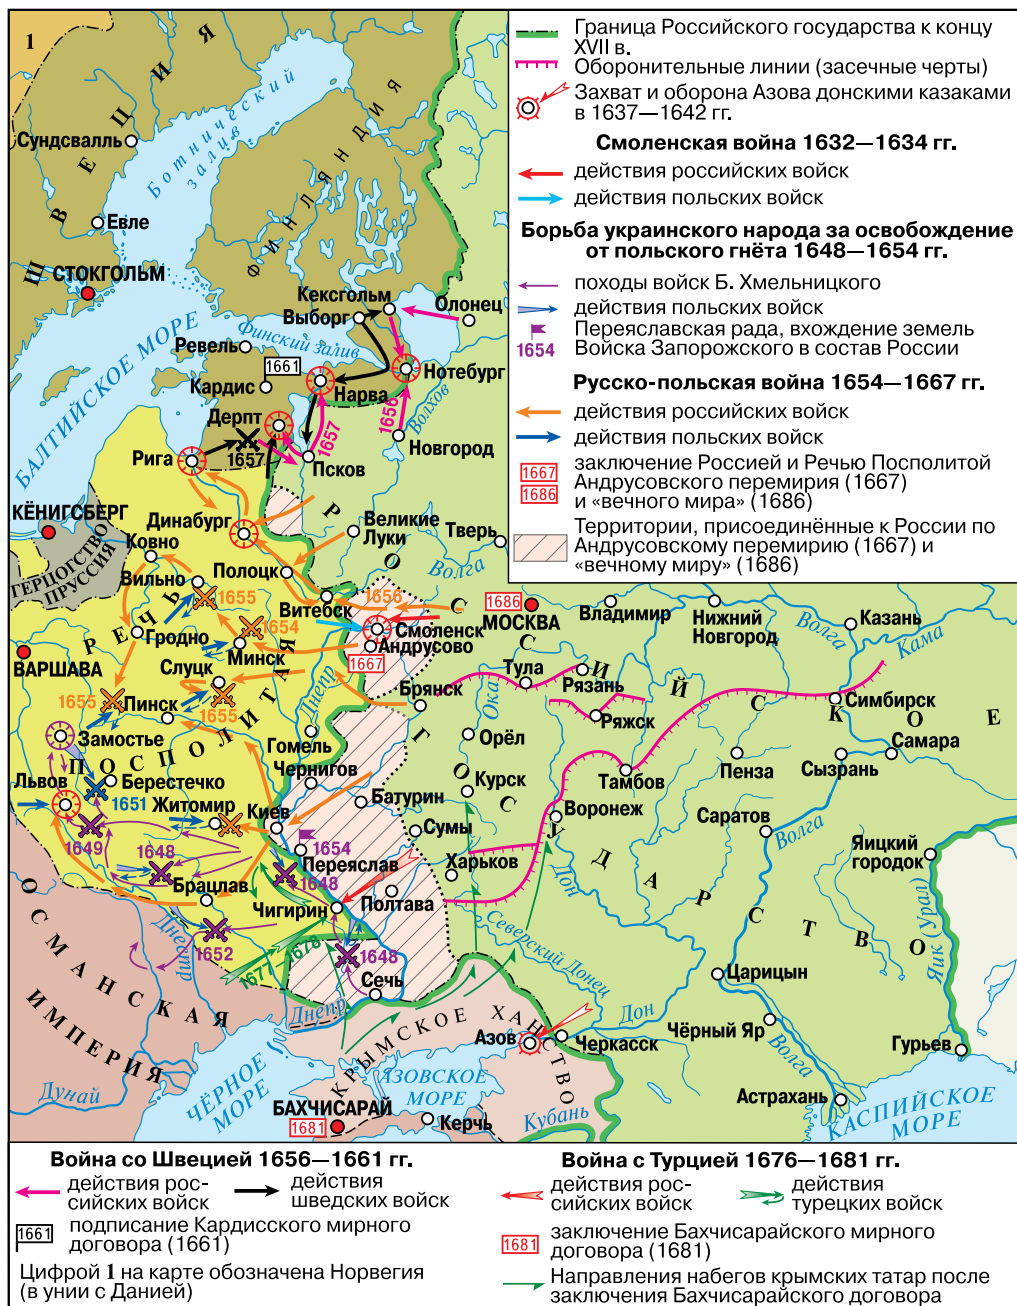 1
Граница Российского государства к концу
XVII в.
Оборонительные линии (засечные черты)
Захват и оборона Азова донскими казаками
в 1637—1642 гг.
Смоленская война 1632—1634 гг.
действия российских войск
действия польских войск
Борьба украинского народа за освобождение
от польского гнёта 1648—1654 гг.
походы войск Б. Хмельницкого
действия польских войск
Переяславская рада, вхождение земель
1654 Войска Запорожского в состав России
Русско-польская война 1654—1667 гг.
действия российских войск
действия польских войск
1667 заключение Россией и Речью Посполитой
Андрусовского перемирия (1667)
1686 и «вечного мира» (1686)
Территории, присоединённые к России по
Андрусовскому перемирию (1667) и
«вечному миру» (1686)
ШВЕЦИЯ
ФИНЛЯНДИЯ
Ботнический
залив
Сундсвалль
Евле
СТОКГОЛЬМ
БАЛТИЙСКОЕ МОРЕ
Кексгольм
Выборг
Олонец
Финский залив
Ревель
1661
Кардис
Нарва
Нотебург
Дерпт
1657
1656
Волхов
Новгород
Рига
1657
Псков
КЁНИГСБЕРГ
ГЕРЦОГСТВО
ПРУССИЯ
Динабург
Великие
Луки
Тверь
Волга
Ковно
Вильно
Полоцк
Витебск
1656
1655
1654
РЕЧЬ
ПОСПОЛИТАЯ
РОССИЙСКОЕ
ГОСУДАРСТВО
Гродно
Минск
Смоленск
Андрусово
1667
1686
МОСКВА
Владимир
Нижний
Новгород
Волга
Казань
Кама
ВАРШАВА
Слуцк
1655
1655
Пинск
Днепр
Брянск
Ока
Тула
Рязань
Ряжск
Симбирск
Самара
Сызрань
Замостье
Гомель
Орёл
Тамбов
Пенза
Львов
Берестечко
1651
Чернигов
Курск
Житомир
Киев
Батурин
Воронеж
Саратов
Волга
1649
1648
1654
Переяслав
Сумы
Харьков
Яицкий
городок
Брацлав
1648
Чигирин
Полтава
Дон
Яик (Урал)
Днестр
1652
1677
1678
1648
Северский Донец
Сечь
Царицын
ОСМАНСКАЯ
ИМПЕРИЯ
Днепр
КРЫМСКОЕ ХАНСТВО
Азов
Дон
Черкасск
Чёрный Яр
Волга
Гурьев
Дунай
ЧЁРНОЕ
МОРЕ
АЗОВСКОЕ
МОРЕ
БАХЧИСАРАЙ
1681
Керчь
Кубань
Астрахань
КАСПИЙСКОЕ
МОРЕ
Война со Швецией 1656—1661 гг.
действия рос-
сийских войск
действия
шведских войск
1661 подписание Кардисского мирного
договора (1661)
Цифрой 1 на карте обозначена Норвегия
(в унии с Данией)
Война с Турцией 1676—1681 гг.
действия рос-
сийских войск
действия
турецких войск
1681 заключение Бахчисарайского мирного
договора (1681)
Направления набегов крымских татар после
заключения Бахчисарайского договора